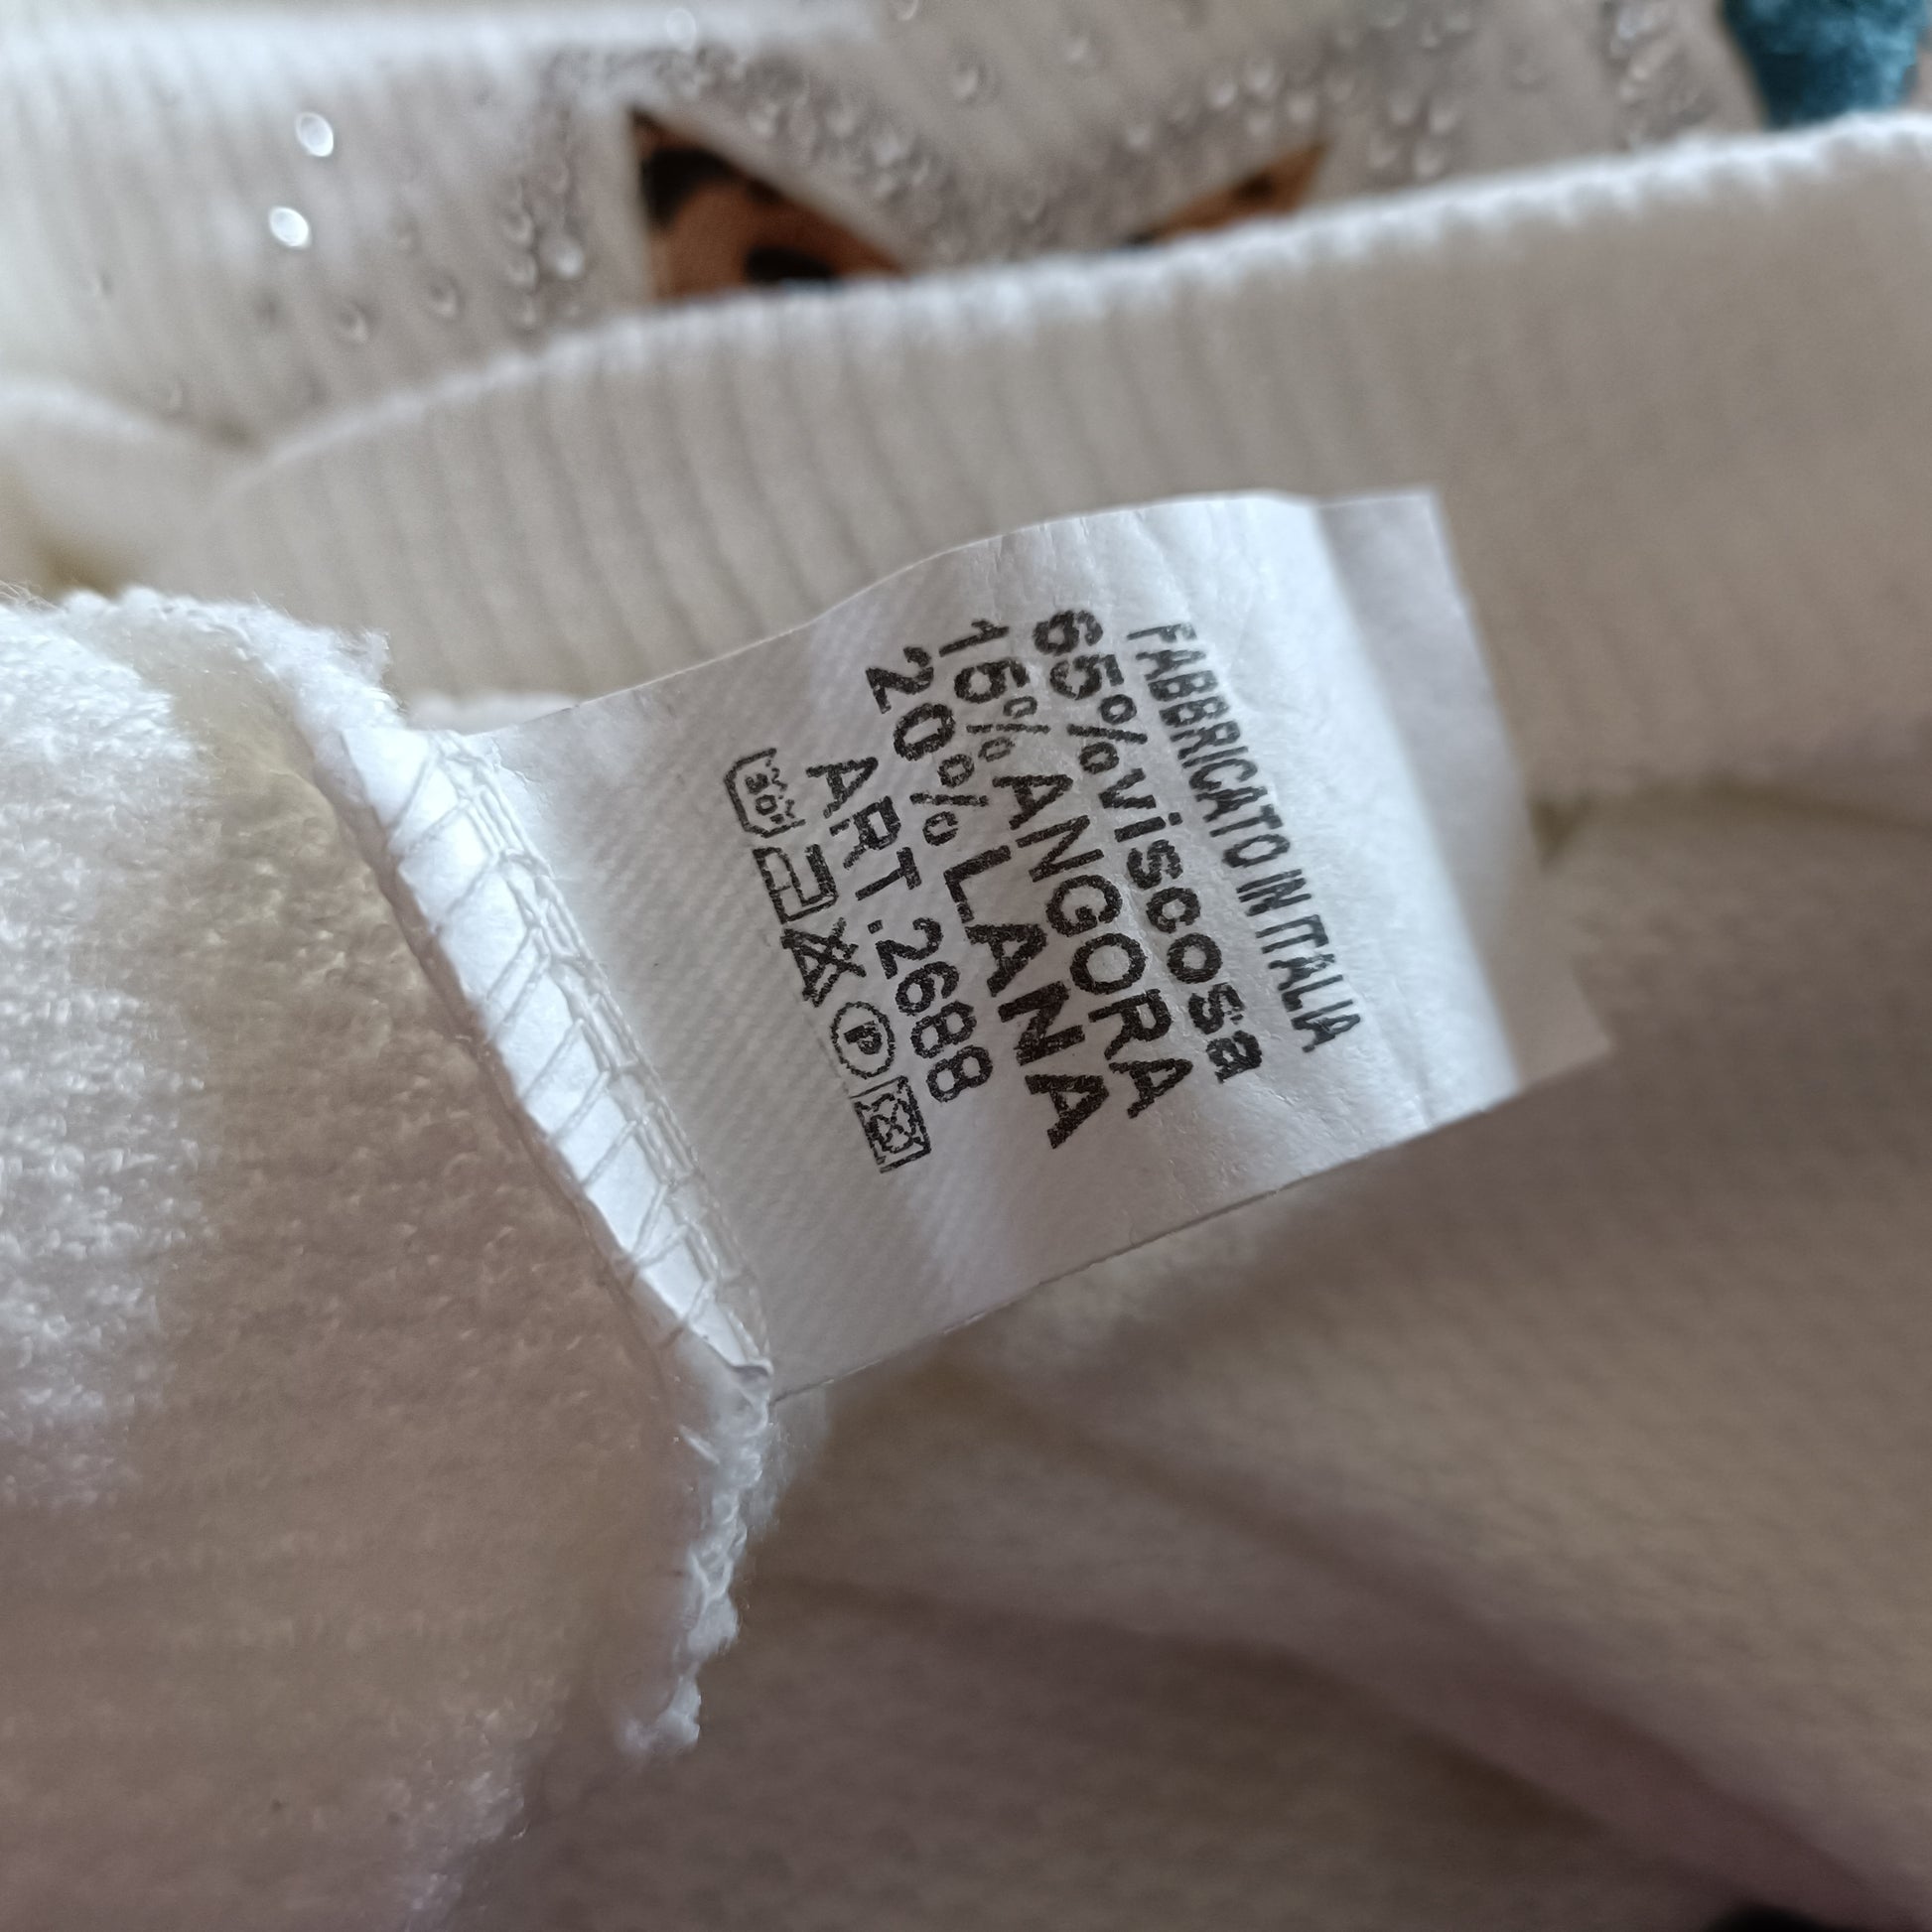 FABBRICATO IN ITALIA
65% viscosa
15% ANGORA
20% LANA
ART.2688
30 P